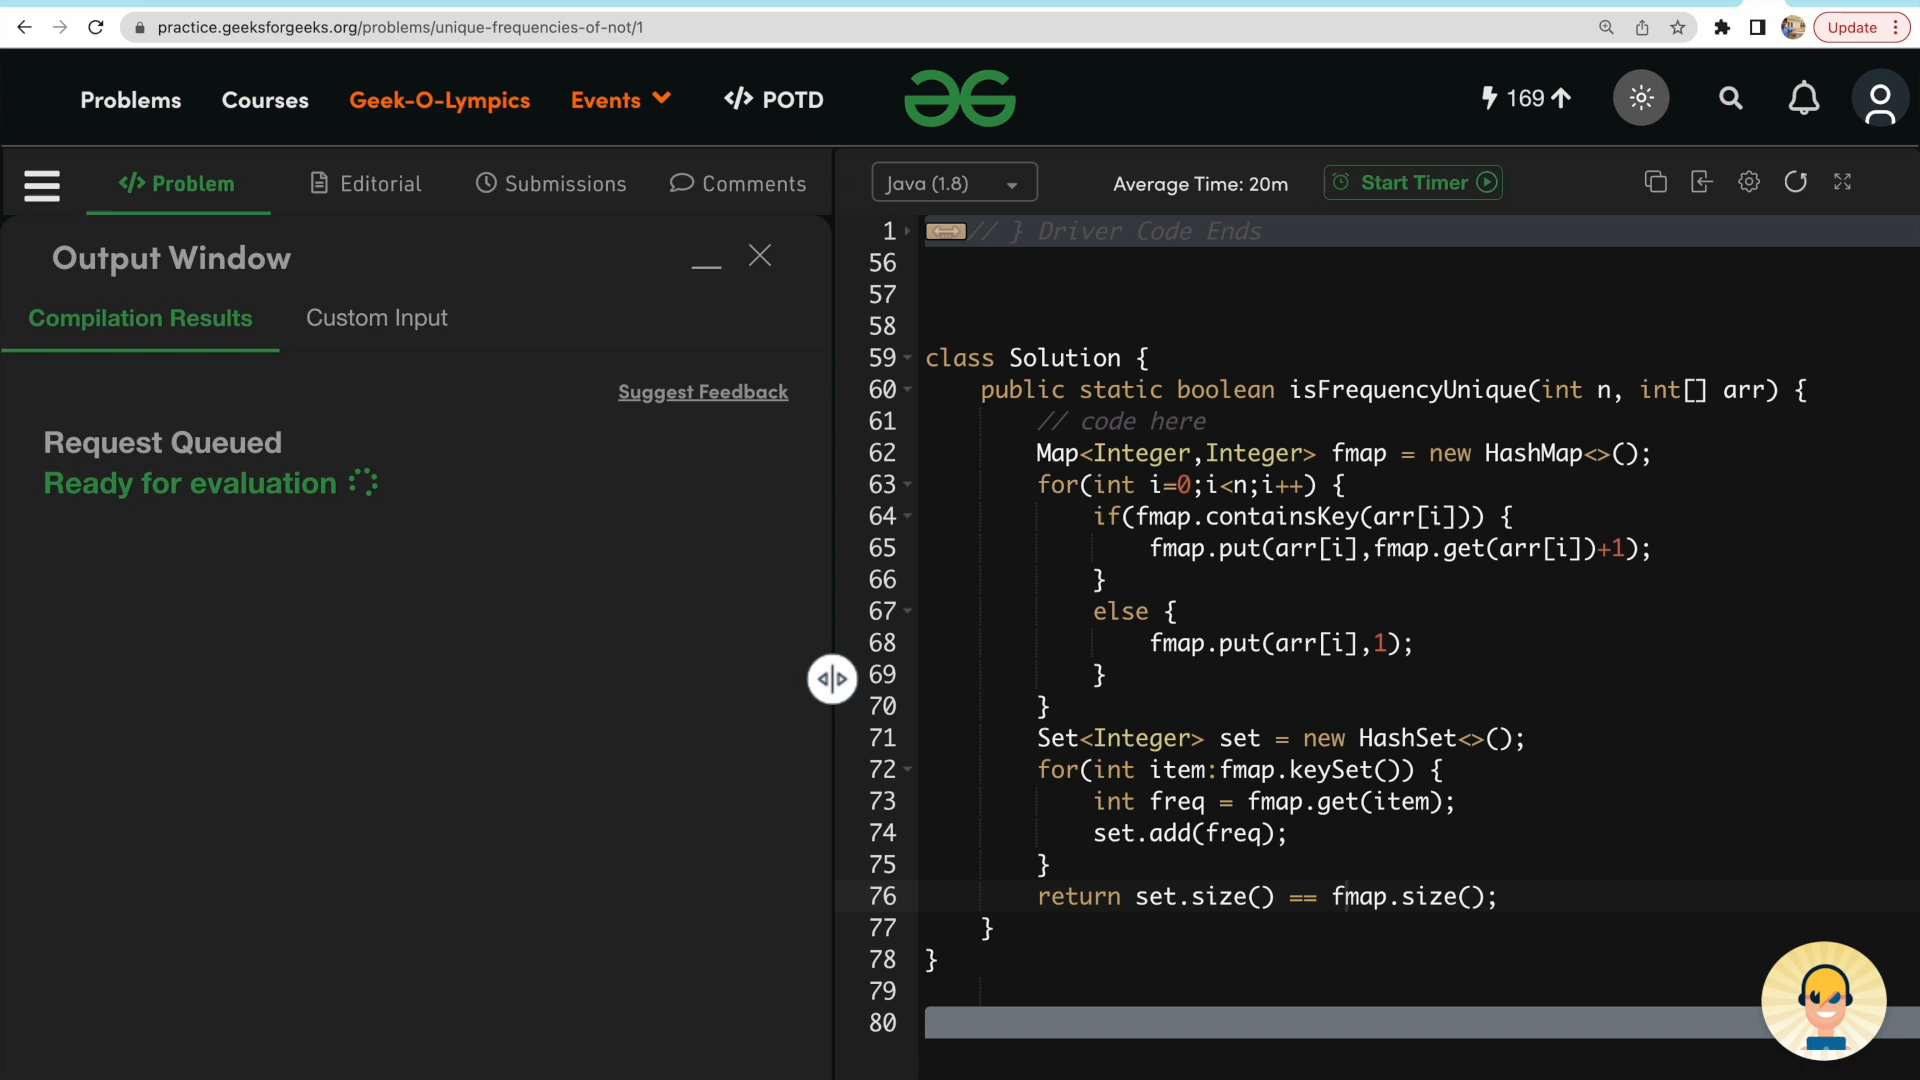 practice.geeksforgeeks.org/problems/unique-frequencies-of-not/1
Update
Problems Courses Geek-O-Lympics Events </> POTD 169
</> Problem Editorial Submissions Comments
Java (1.8) Average Time: 20m Start Timer
Output Window
Compilation Results Custom Input
Suggest Feedback
Request Queued
Ready for evaluation
1 // } Driver Code Ends
56
57
58
59 class Solution {
60 public static boolean isFrequencyUnique(int n, int[] arr) {
61 // code here
62 Map<Integer,Integer> fmap = new HashMap<>();
63 for(int i=0;i<n;i++) {
64 if(fmap.containsKey(arr[i])) {
65 fmap.put(arr[i],fmap.get(arr[i])+1);
66 }
67 else {
68 fmap.put(arr[i],1);
69 }
70 }
71 Set<Integer> set = new HashSet<>();
72 for(int item:fmap.keySet()) {
73 int freq = fmap.get(item);
74 set.add(freq);
75 }
76 return set.size() == fmap.size();
77 }
78 }
79
80